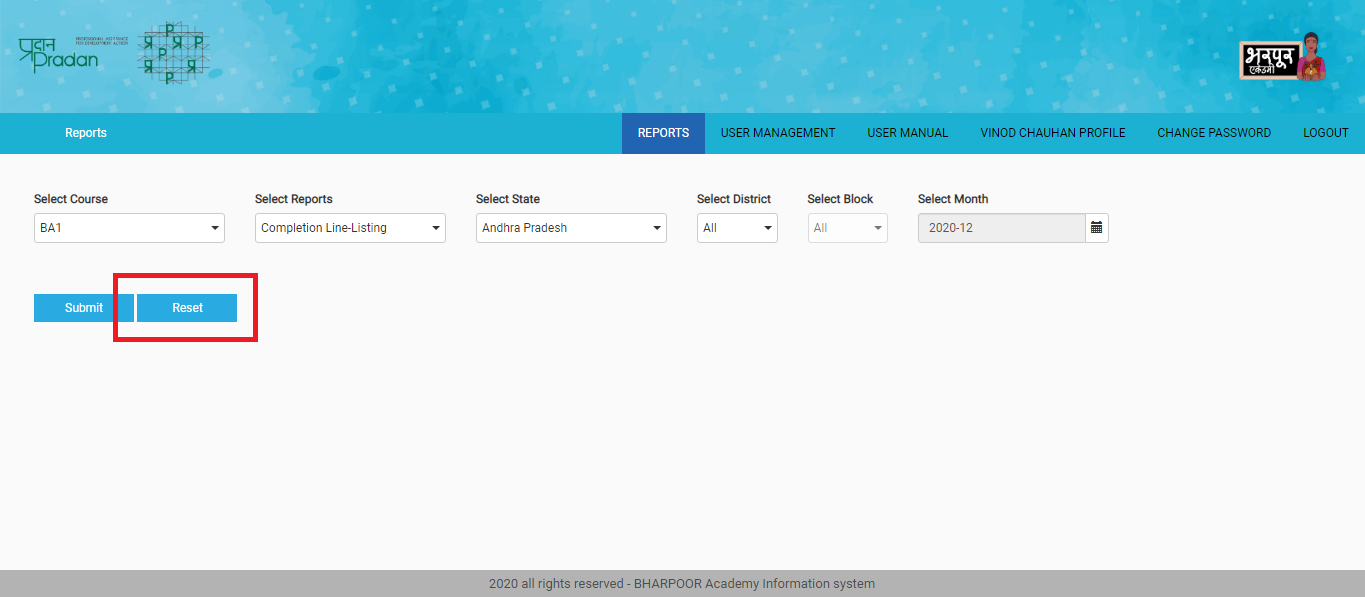 प्रदान
Pradan
PROFESSIONAL ASSISTANCE
FOR DEVELOPMENT ACTION
P
प्र प्र P
P
प्र प्र
P
भरपूर
एकेडमी
Reports
REPORTS USER MANAGEMENT USER MANUAL VINOD CHAUHAN PROFILE CHANGE PASSWORD LOGOUT
Select Course Select Reports Select State Select District Select Block Select Month
BA1 Completion Line-Listing Andhra Pradesh All All 2020-12
Submit Reset
2020 all rights reserved - BHARPOOR Academy Information system